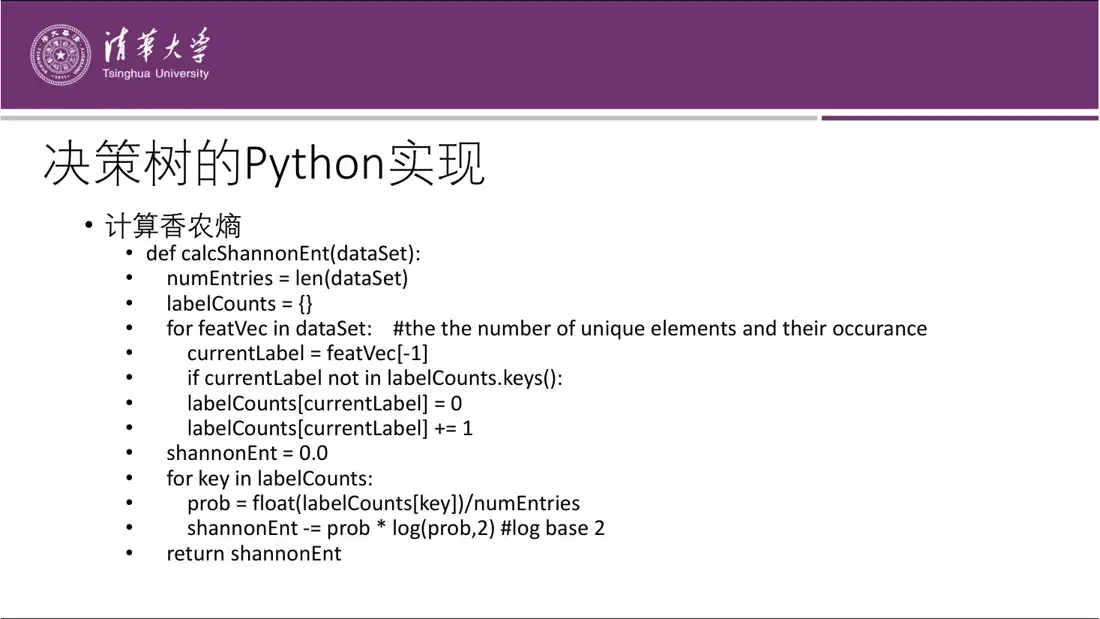 清华大学
Tsinghua University
决策树的Python实现
• 计算香农熵
• def calcShannonEnt(dataSet):
• numEntries = len(dataSet)
• labelCounts = {}
• for featVec in dataSet: #the the number of unique elements and their occurance
• currentLabel = featVec[-1]
• if currentLabel not in labelCounts.keys():
• labelCounts[currentLabel] = 0
• labelCounts[currentLabel] += 1
• shannonEnt = 0.0
• for key in labelCounts:
• prob = float(labelCounts[key])/numEntries
• shannonEnt -= prob * log(prob,2) #log base 2
• return shannonEnt